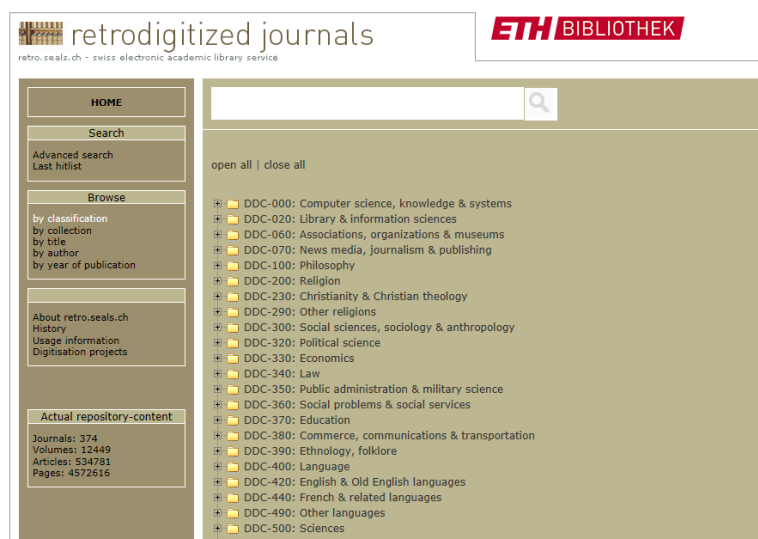 retrodigitized journals
retro.seals.ch - swiss electronic academic library service
ETH BIBLIOTHEK
HOME
Search
Advanced search
Last hitlist
Browse
by classification
by collection
by title
by author
by year of publication
About retro.seals.ch
History
Usage information
Digitisation projects
Actual repository-content
Journals: 374
Volumes: 12449
Articles: 534781
Pages: 4572616
open all | close all
DDC-000: Computer science, knowledge & systems
DDC-020: Library & information sciences
DDC-060: Associations, organizations & museums
DDC-070: News media, journalism & publishing
DDC-100: Philosophy
DDC-200: Religion
DDC-230: Christianity & Christian theology
DDC-290: Other religions
DDC-300: Social sciences, sociology & anthropology
DDC-320: Political science
DDC-330: Economics
DDC-340: Law
DDC-350: Public administration & military science
DDC-360: Social problems & social services
DDC-370: Education
DDC-380: Commerce, communications & transportation
DDC-390: Ethnology, folklore
DDC-400: Language
DDC-420: English & Old English languages
DDC-440: French & related languages
DDC-490: Other languages
DDC-500: Sciences